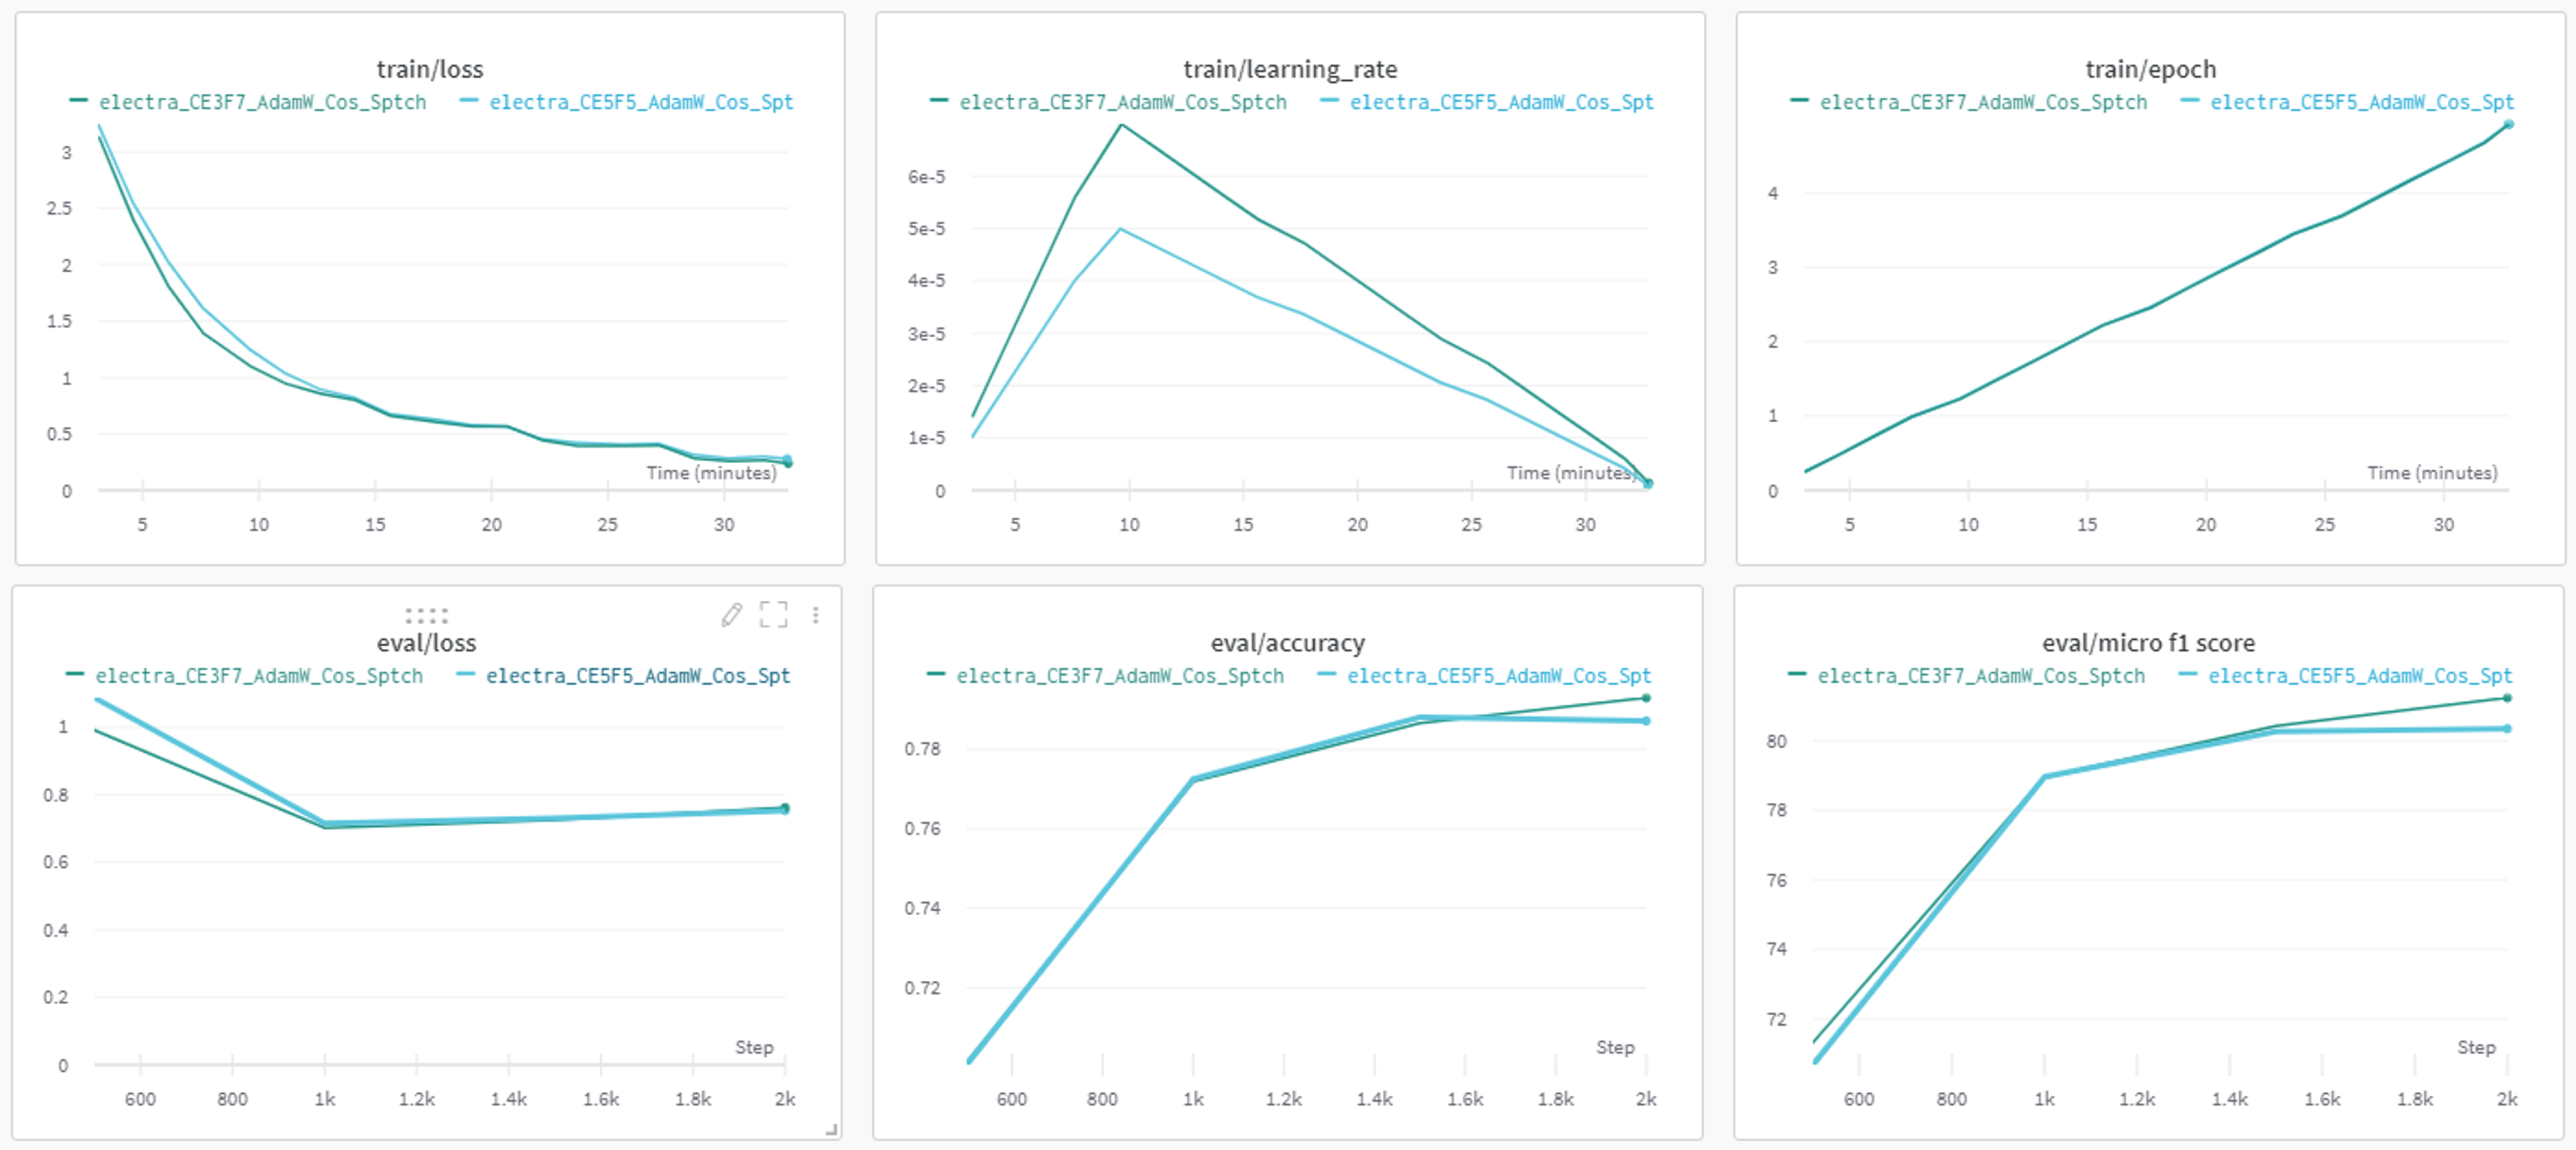 train/loss
electra_CE3F7_AdamW_Cos_Sptch electra_CE5F5_AdamW_Cos_Spt
3
2.5
2
1.5
1
0.5
0
Time (minutes)
5 10 15 20 25 30
train/learning_rate
electra_CE3F7_AdamW_Cos_Sptch electra_CE5F5_AdamW_Cos_Spt
6e-5
5e-5
4e-5
3e-5
2e-5
1e-5
0
Time (minutes)
5 10 15 20 25 30
train/epoch
electra_CE3F7_AdamW_Cos_Sptch electra_CE5F5_AdamW_Cos_Spt
4
3
2
1
0
Time (minutes)
5 10 15 20 25 30
eval/loss
electra_CE3F7_AdamW_Cos_Sptch electra_CE5F5_AdamW_Cos_Spt
1
0.8
0.6
0.4
0.2
0
Step
600 800 1k 1.2k 1.4k 1.6k 1.8k 2k
eval/accuracy
electra_CE3F7_AdamW_Cos_Sptch electra_CE5F5_AdamW_Cos_Spt
0.78
0.76
0.74
0.72
Step
600 800 1k 1.2k 1.4k 1.6k 1.8k 2k
eval/micro f1 score
electra_CE3F7_AdamW_Cos_Sptch electra_CE5F5_AdamW_Cos_Spt
80
78
76
74
72
Step
600 800 1k 1.2k 1.4k 1.6k 1.8k 2k